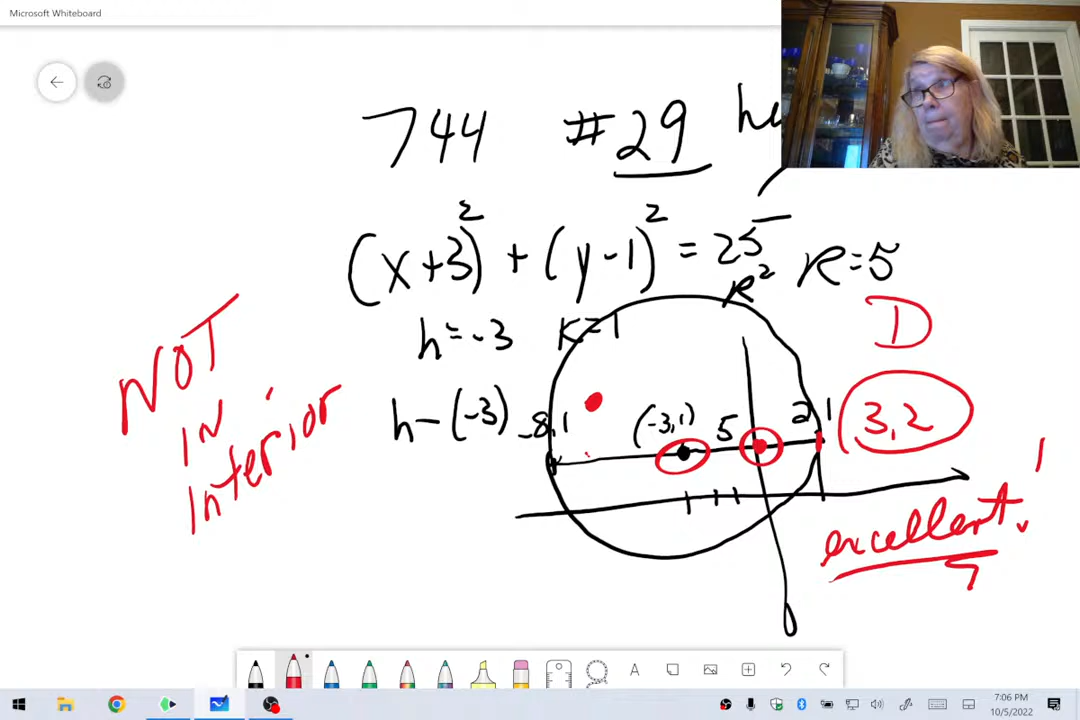 Microsoft Whiteboard
744 #29
(x+3)² + (y-1)² = 25
R² R=5
h=-3 K=1
D
NOT
IN
Interior
h-(-3)
-8,1
(-3,1)
5
2,1
3,2
excellent!
A
7:06 PM
10/5/2022